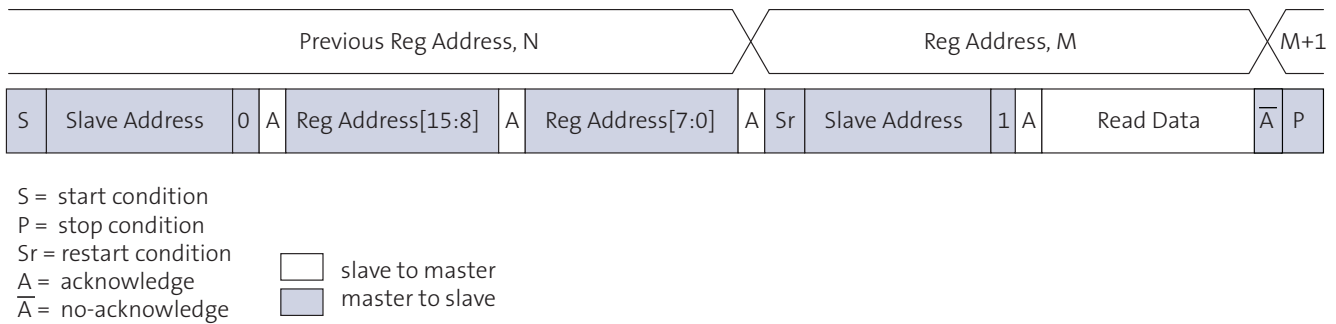 Previous Reg Address, N Reg Address, M M+1
S Slave Address 0 A Reg Address[15:8] A Reg Address[7:0] A Sr Slave Address 1 A Read Data A̅ P
S = start condition
P = stop condition
Sr = restart condition
A = acknowledge
A̅ = no-acknowledge
slave to master
master to slave